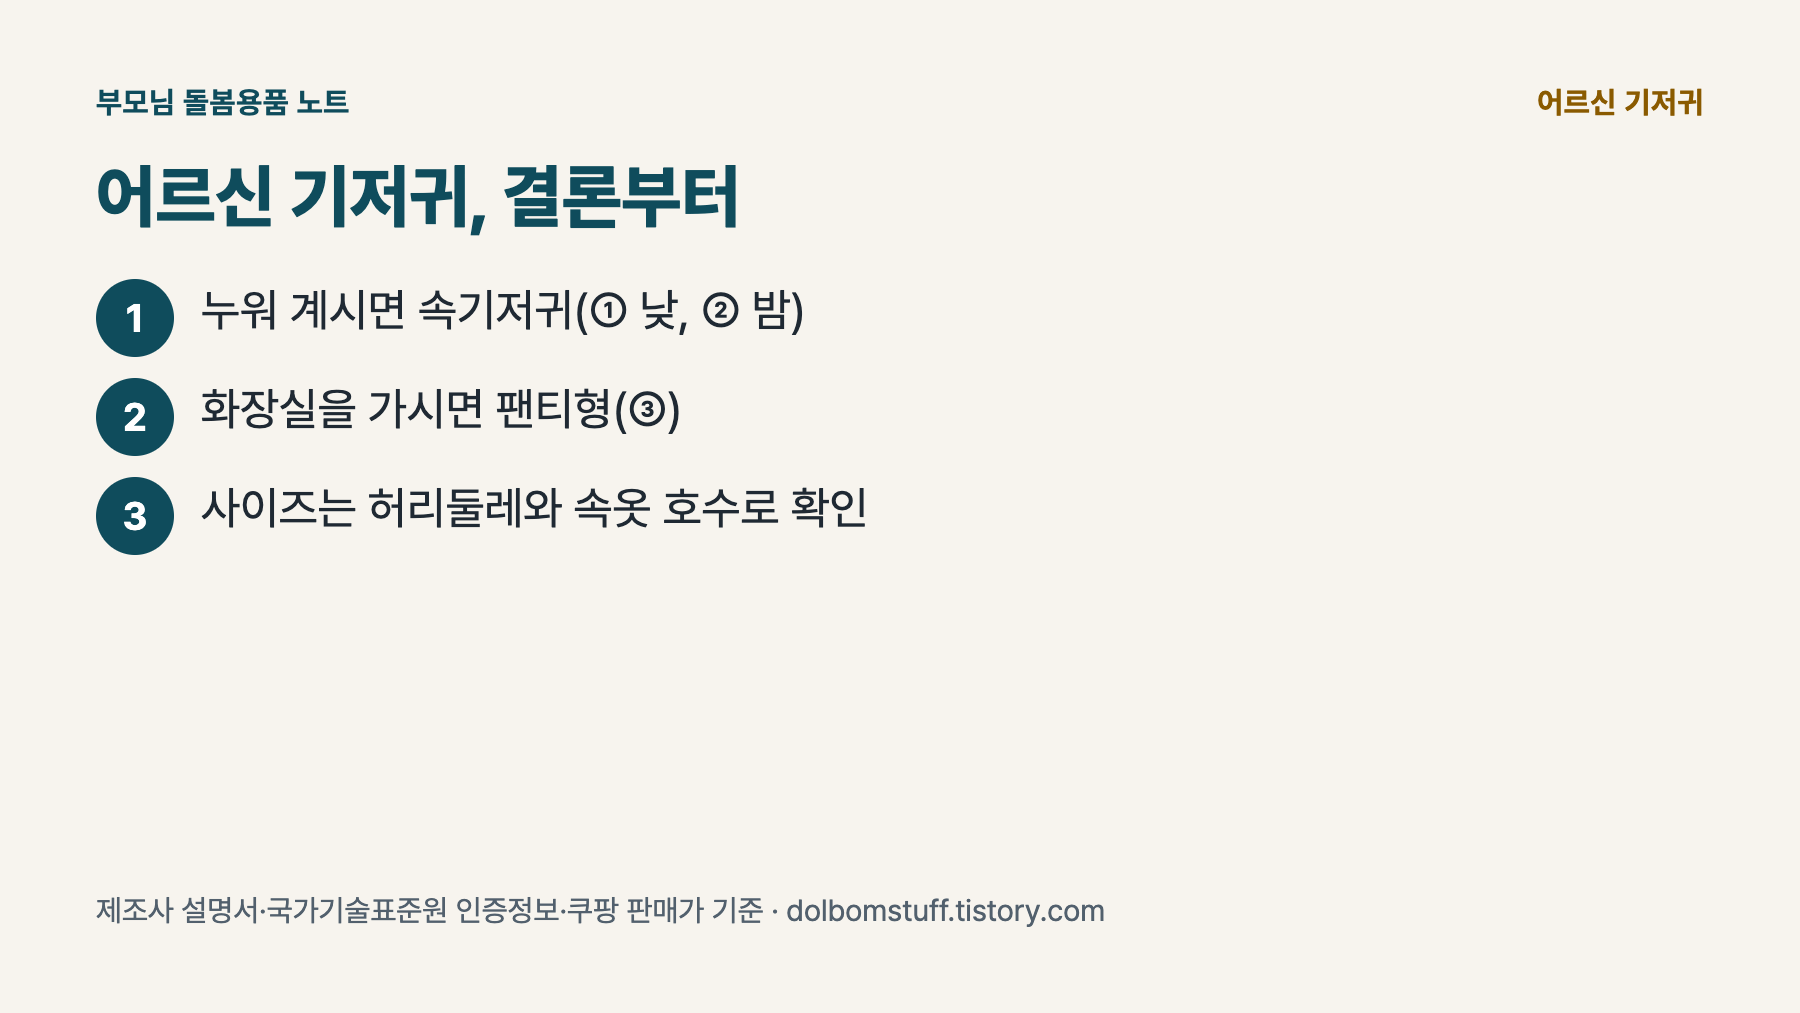 부모님 돌봄용품 노트
어르신 기저귀
어르신 기저귀, 결론부터
1 누워 계시면 속기저귀(① 낮, ② 밤)
2 화장실을 가시면 팬티형(③)
3 사이즈는 허리둘레와 속옷 호수로 확인
제조사 설명서·국가기술표준원 인증정보·쿠팡 판매가 기준 · dolbomstuff.tistory.com